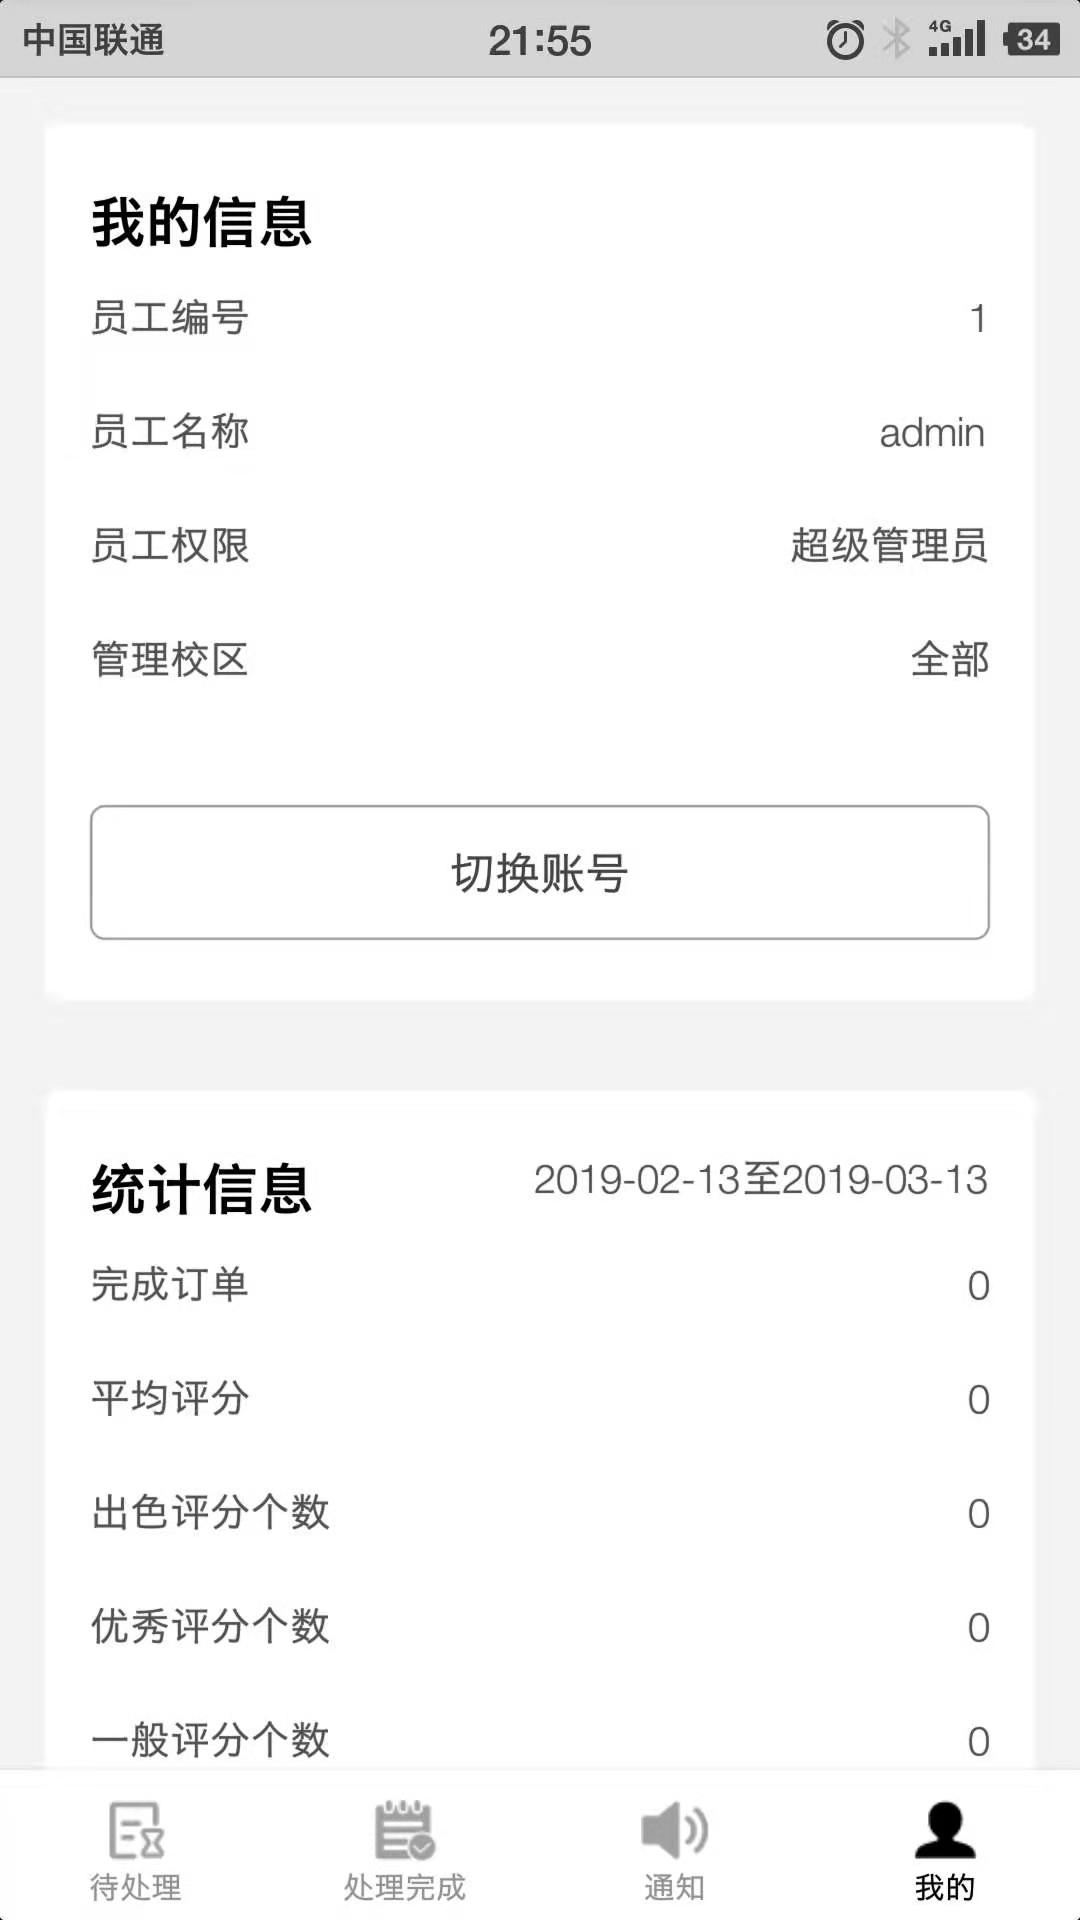 中国联通 21:55 4G 34
我的信息
员工编号 1
员工名称 admin
员工权限 超级管理员
管理校区 全部
切换账号
统计信息 2019-02-13至2019-03-13
完成订单 0
平均评分 0
出色评分个数 0
优秀评分个数 0
一般评分个数 0
待处理 处理完成 通知 我的